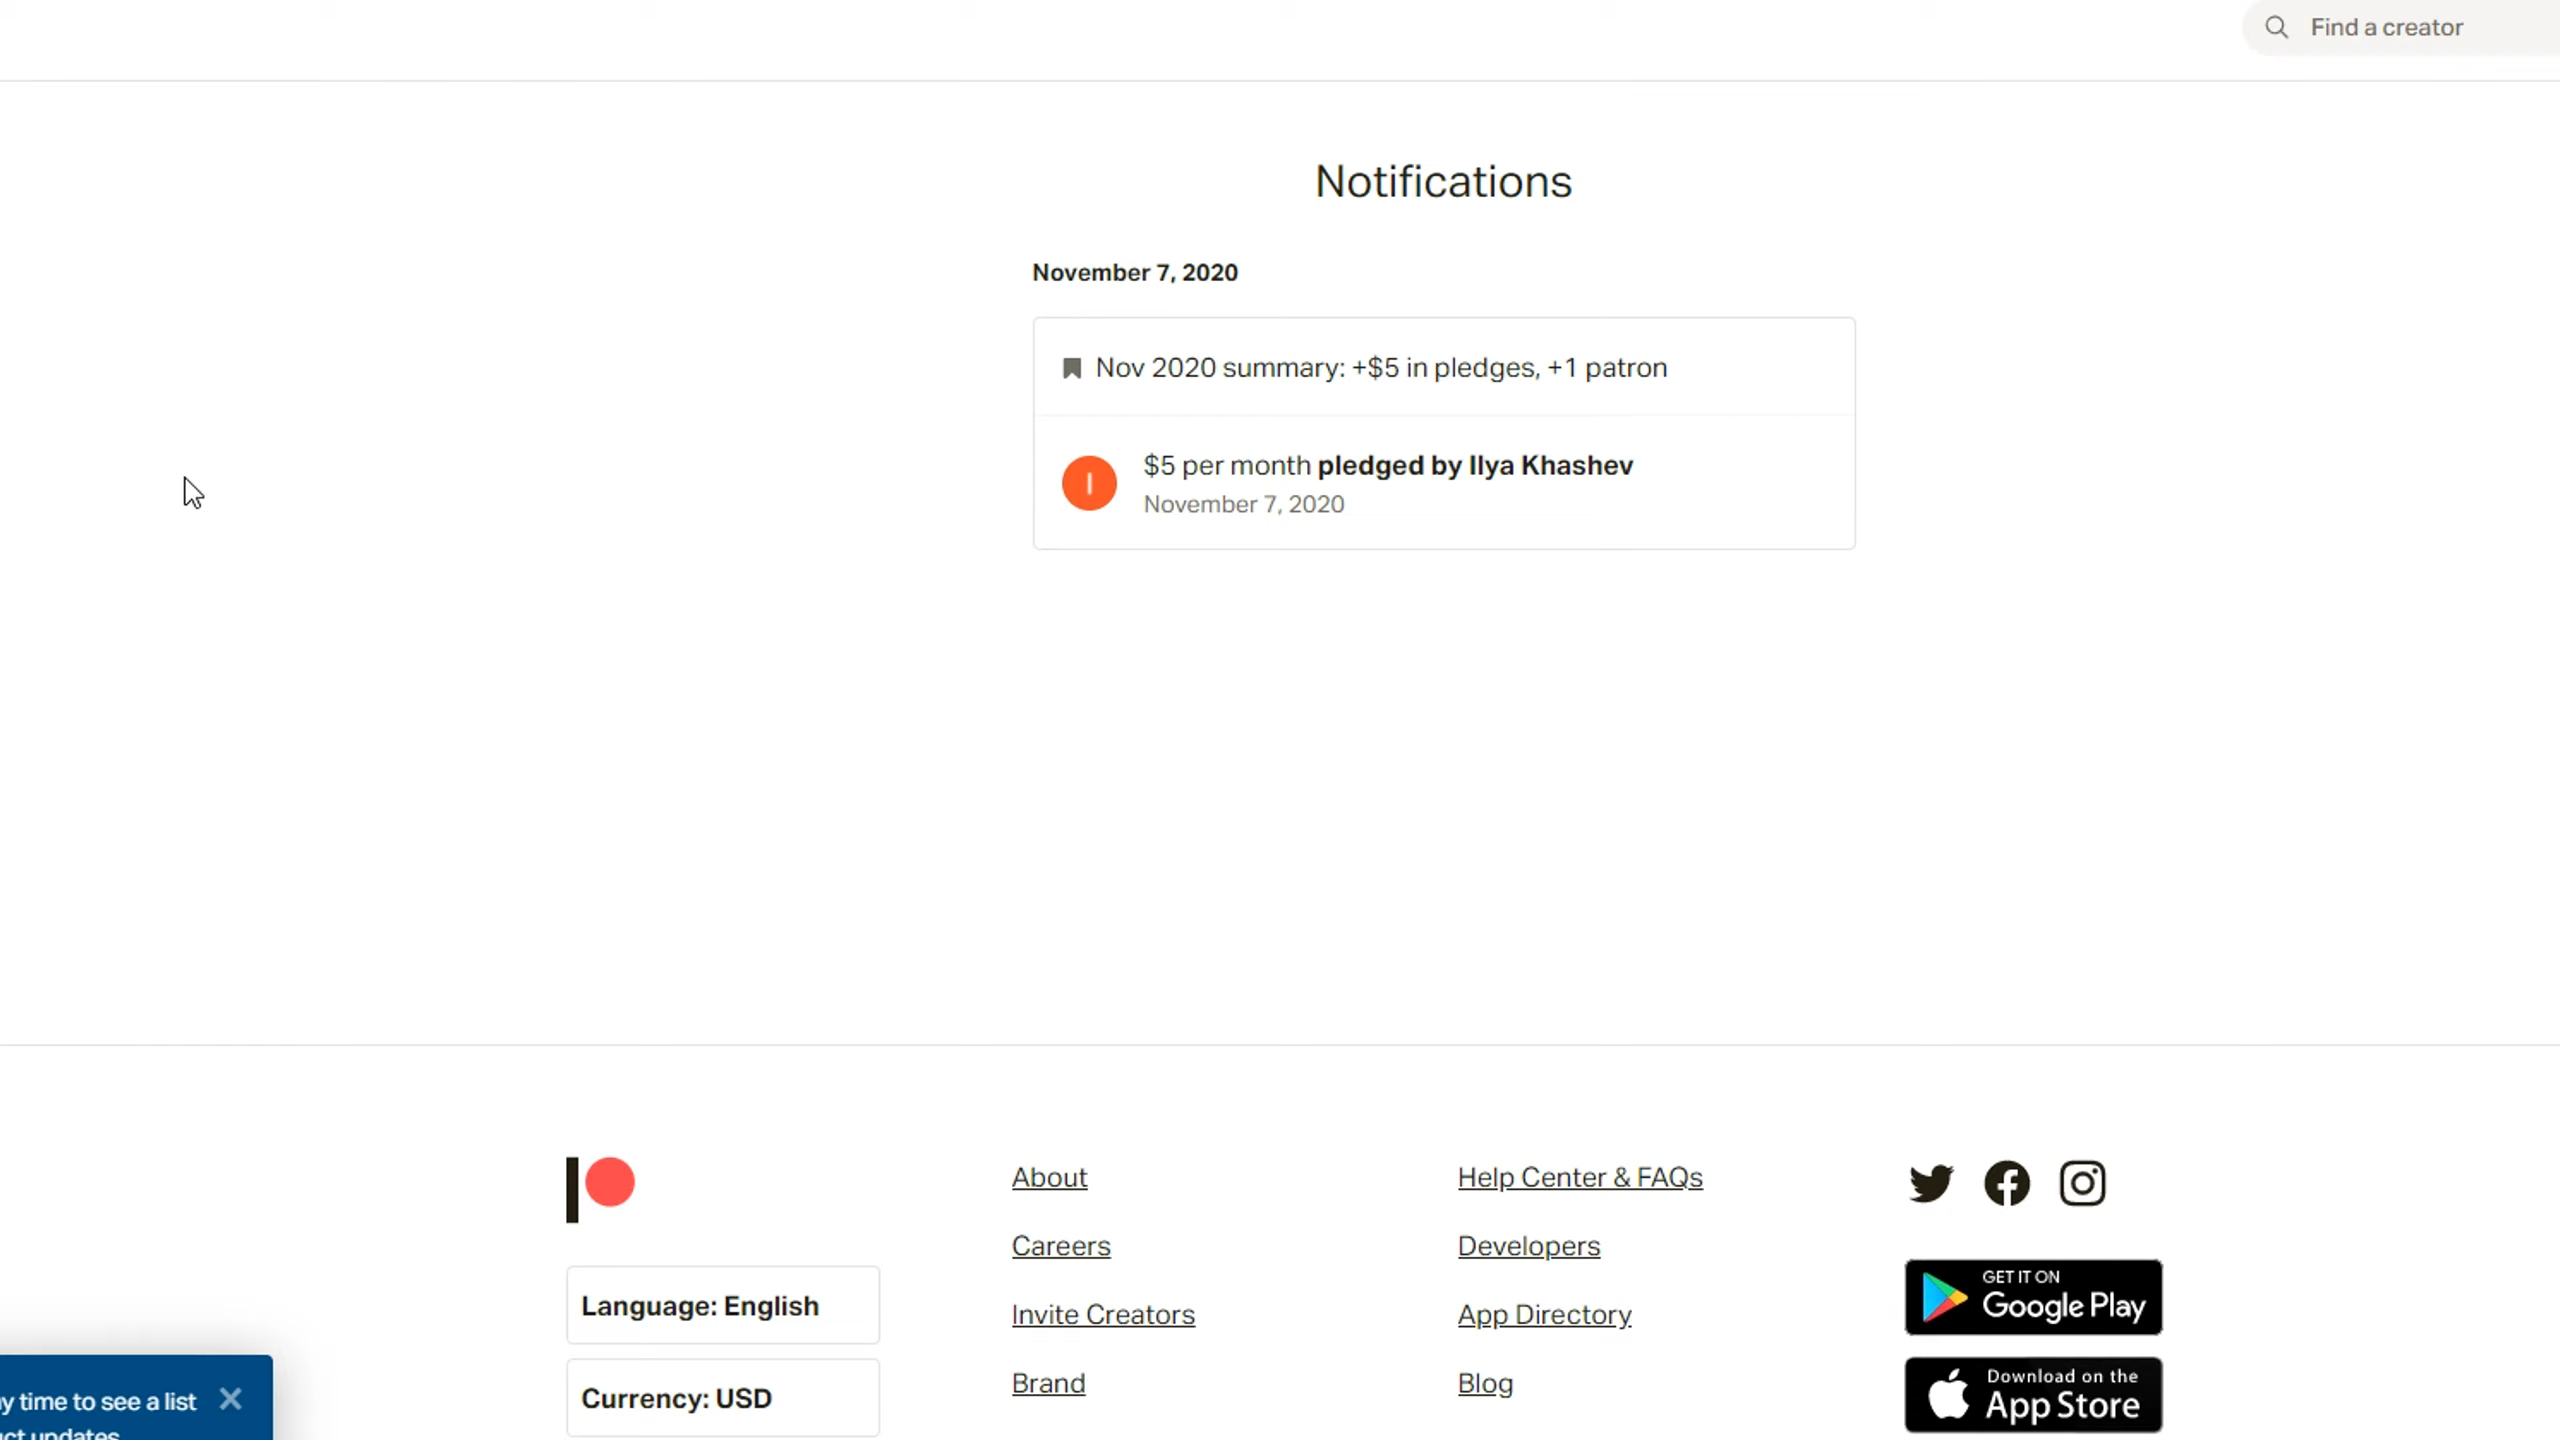 Find a creator
Notifications
November 7, 2020
Nov 2020 summary: +$5 in pledges, +1 patron
I
$5 per month pledged by Ilya Khashev
November 7, 2020
About
Help Center & FAQs
Careers
Developers
Language: English
Invite Creators
App Directory
GET IT ON
Google Play
Currency: USD
Brand
Blog
Download on the
App Store
y time to see a list
ct updates